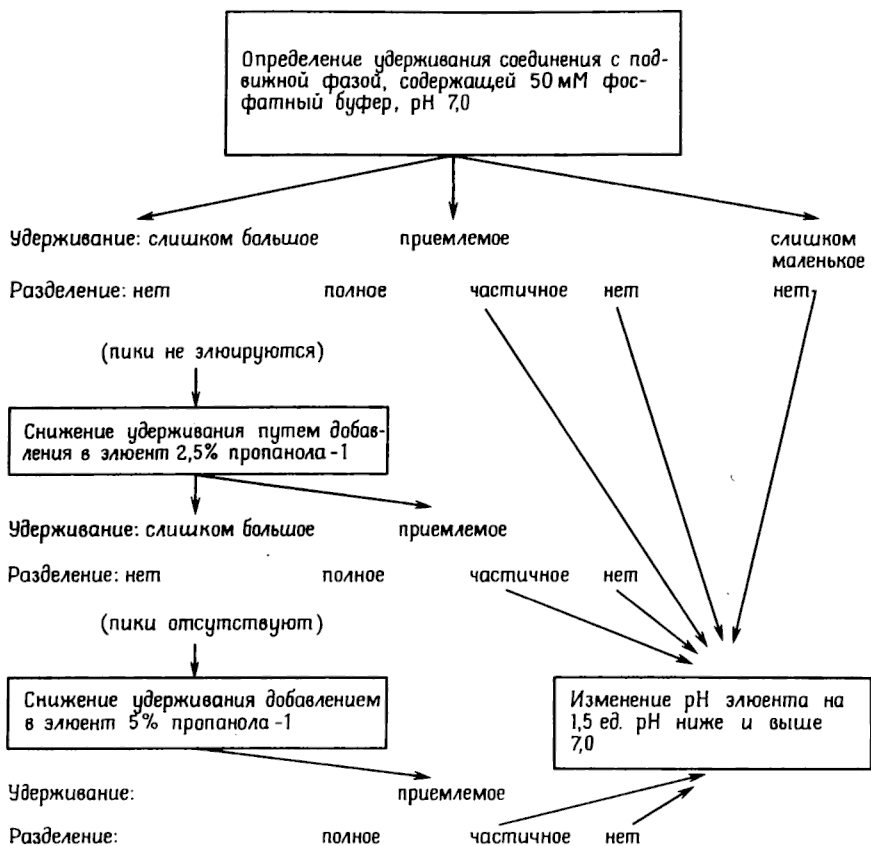 Определение удерживания соединения с под-
вижной фазой, содержащей 50 мМ фос-
фатный буфер, pH 7,0
Удерживание: слишком большое приемлемое слишком
маленькое
Разделение: нет полное частичное нет нет
(пики не элюируются)
Снижение удерживания путем добав-
ления в элюент 2,5% пропанола-1
Удерживание: слишком большое приемлемое
Разделение: нет полное частичное нет
(пики отсутствуют)
Снижение удерживания добавлением
в элюент 5% пропанола-1
Изменение pH элюента на
1,5 ед. pH ниже и выше
7,0
Удерживание: приемлемое
Разделение: полное частичное нет